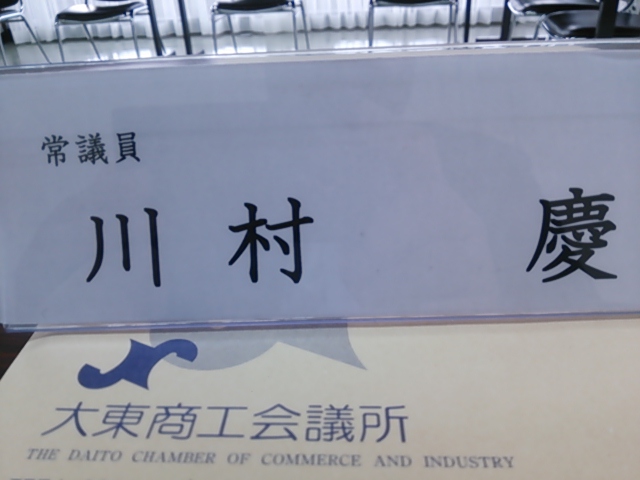 常議員
川村 慶
大東商工会議所
THE DAITO CHAMBER OF COMMERCE AND INDUSTRY